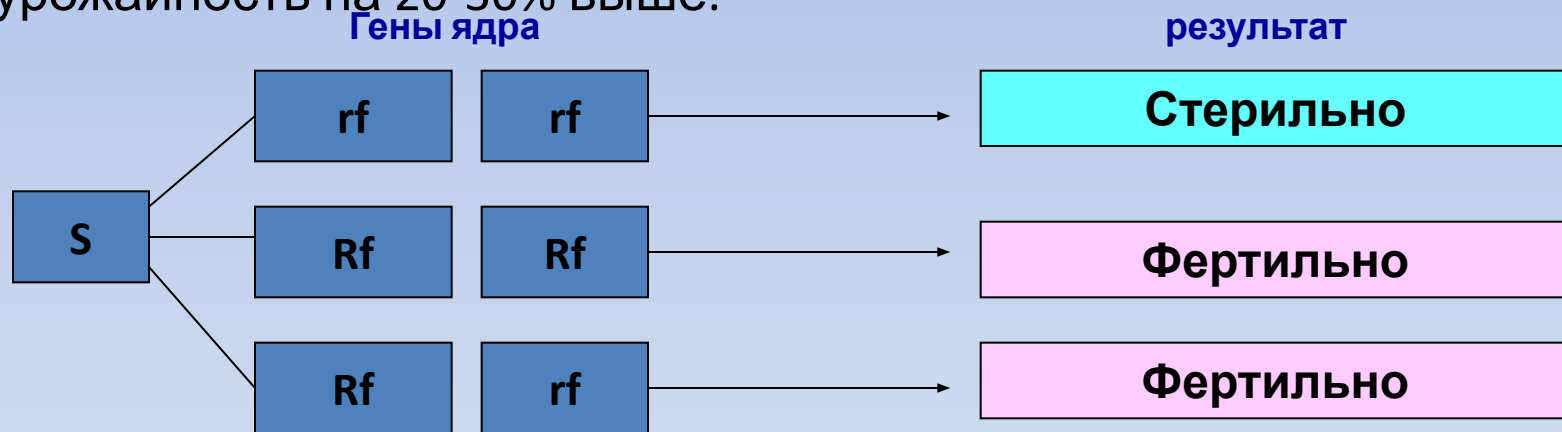 урожайность на 20-30% выше.
Гены ядра результат
rf rf Стерильно
S
Rf Rf Фертильно
Rf rf Фертильно